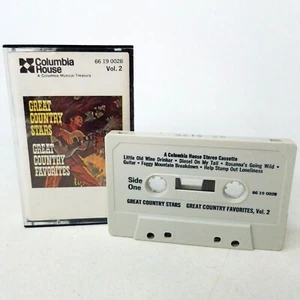 Columbia
House
A Columbia Musical Treasury
66 19 0028
Vol. 2
GREAT
COUNTRY
STARS
GREAT
COUNTRY
FAVORITES
A Columbia House Stereo Cassette
Little Old Wine Drinker • Diesel On My Tail • Rosanna's Going Wild •
Guitar • Foggy Mountain Breakdown • Help Stamp Out Loneliness
Side
One
66 19 0028
GREAT COUNTRY STARS GREAT COUNTRY FAVORITES, Vol. 2